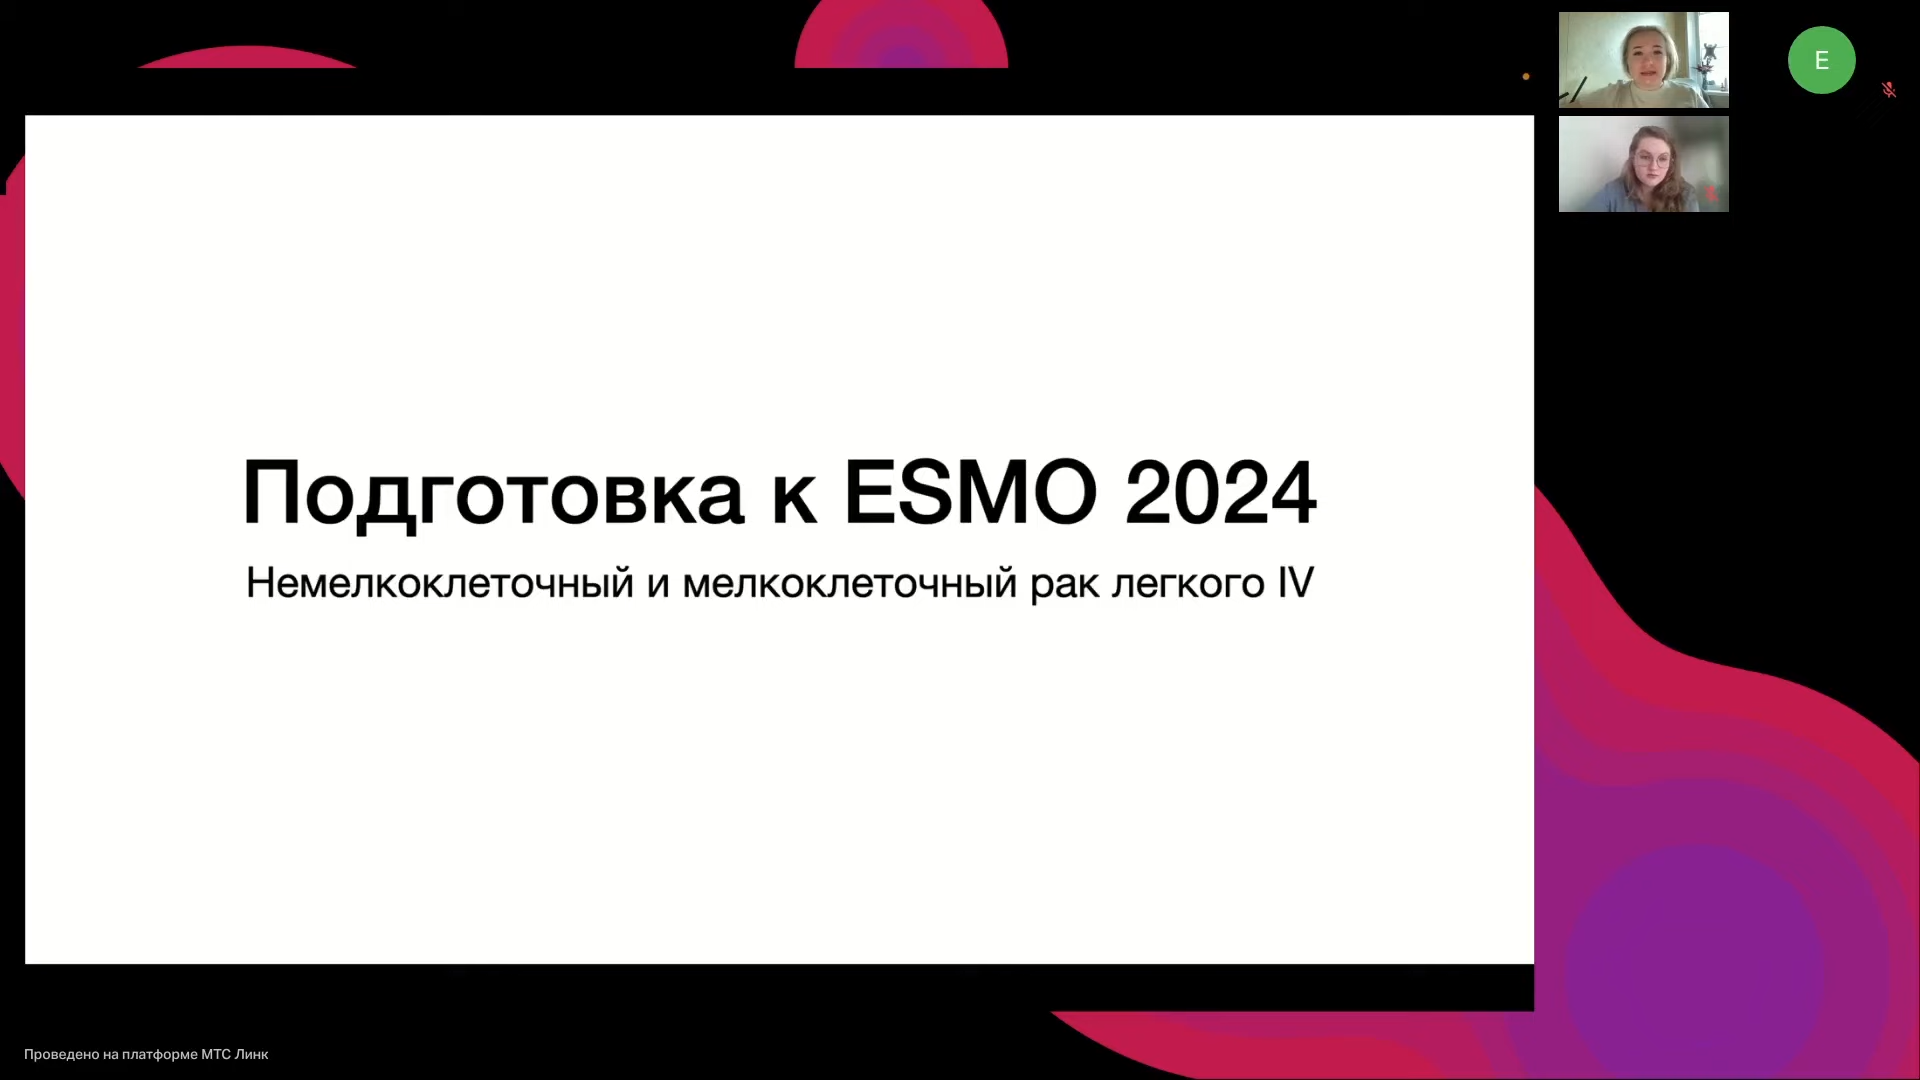 E
Подготовка к ESMO 2024
Немелкоклеточный и мелкоклеточный рак легкого IV
Проведено на платформе МТС Линк